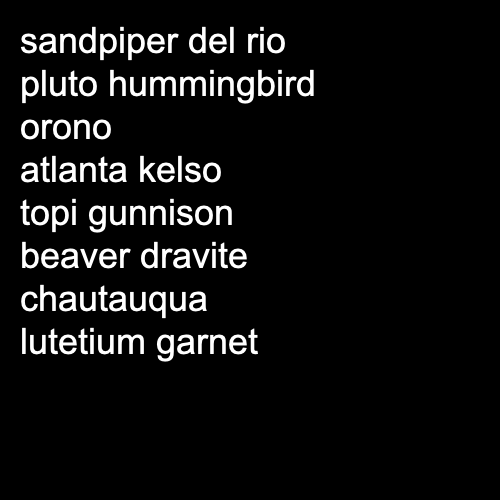 sandpiper del rio
pluto hummingbird
orono
atlanta kelso
topi gunnison
beaver dravite
chautauqua
lutetium garnet